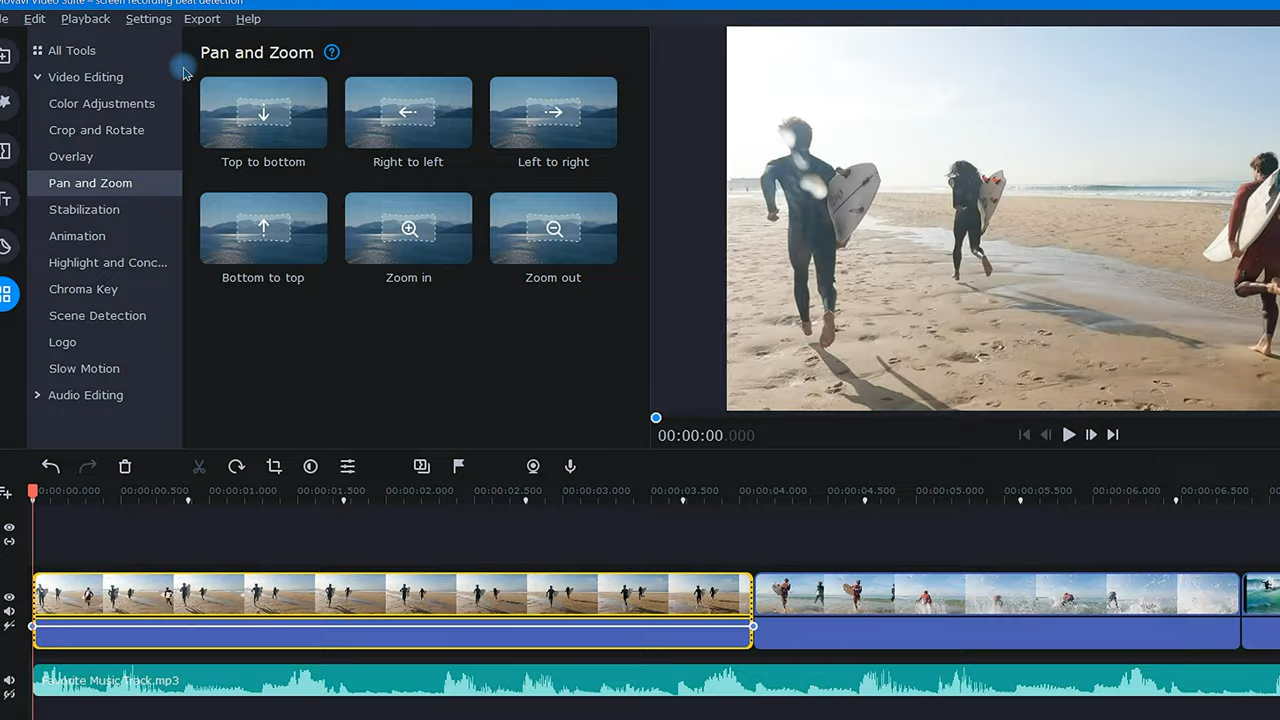 Movavi Video Suite – screen recording beat detection
Edit Playback Settings Export Help
All Tools
Video Editing
Color Adjustments
Crop and Rotate
Overlay
Pan and Zoom
Stabilization
Animation
Highlight and Conc...
Chroma Key
Scene Detection
Logo
Slow Motion
Audio Editing
Pan and Zoom ?
Top to bottom
Right to left
Left to right
Bottom to top
Zoom in
Zoom out
00:00:00.000
00:00:00.000 00:00:00.500 00:00:01.000 00:00:01.500 00:00:02.000 00:00:02.500 00:00:03.000 00:00:03.500 00:00:04.000 00:00:04.500 00:00:05.000 00:00:05.500 00:00:06.000 00:00:06.500
Favorite Music Track.mp3